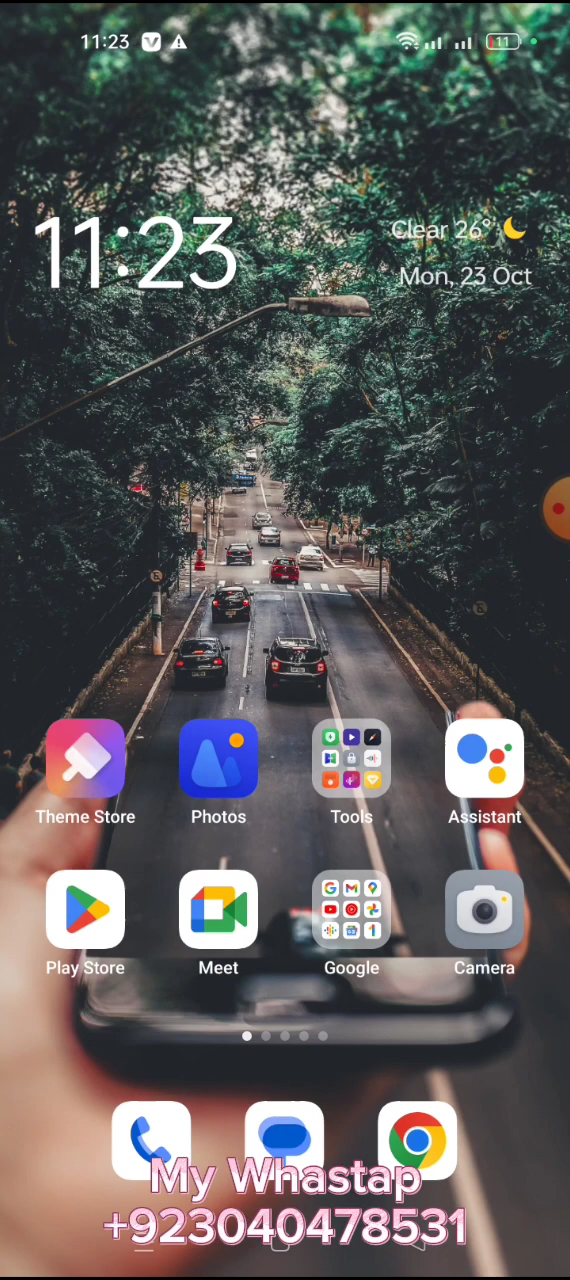 11:23
11
11:23
Clear 26°
Mon, 23 Oct
Theme Store
Photos
Tools
Assistant
Play Store
Meet
Google
Camera
My Whastap
+923040478531